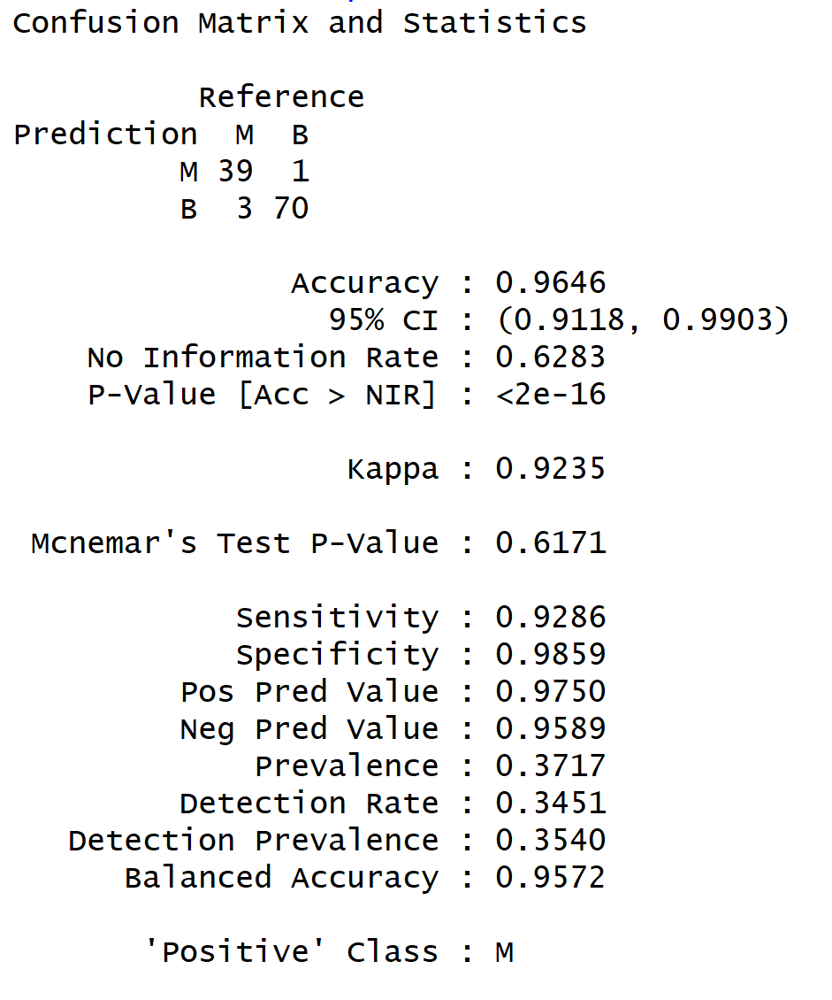 Confusion Matrix and Statistics
Reference
Prediction M B
M 39 1
B 3 70
Accuracy : 0.9646
95% CI : (0.9118, 0.9903)
No Information Rate : 0.6283
P-Value [Acc > NIR] : <2e-16
Kappa : 0.9235
Mcnemar's Test P-Value : 0.6171
Sensitivity : 0.9286
Specificity : 0.9859
Pos Pred Value : 0.9750
Neg Pred Value : 0.9589
Prevalence : 0.3717
Detection Rate : 0.3451
Detection Prevalence : 0.3540
Balanced Accuracy : 0.9572
'Positive' Class : M